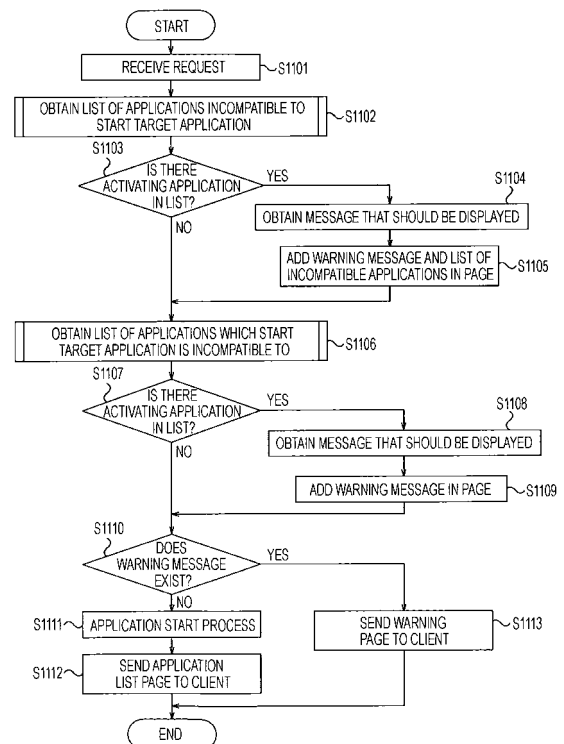 START
RECEIVE REQUEST
S1101
OBTAIN LIST OF APPLICATIONS INCOMPATIBLE TO
START TARGET APPLICATION
S1102
S1103
IS THERE
ACTIVATING APPLICATION
IN LIST?
YES
NO
S1104
OBTAIN MESSAGE THAT SHOULD BE DISPLAYED
ADD WARNING MESSAGE AND LIST OF
INCOMPATIBLE APPLICATIONS IN PAGE
S1105
OBTAIN LIST OF APPLICATIONS WHICH START
TARGET APPLICATION IS INCOMPATIBLE TO
S1106
S1107
IS THERE
ACTIVATING APPLICATION
IN LIST?
YES
NO
S1108
OBTAIN MESSAGE THAT SHOULD BE DISPLAYED
ADD WARNING MESSAGE IN PAGE
S1109
S1110
DOES
WARNING MESSAGE
EXIST?
YES
NO
S1111
APPLICATION START PROCESS
SEND WARNING
PAGE TO CLIENT
S1113
S1112
SEND APPLICATION
LIST PAGE TO CLIENT
END